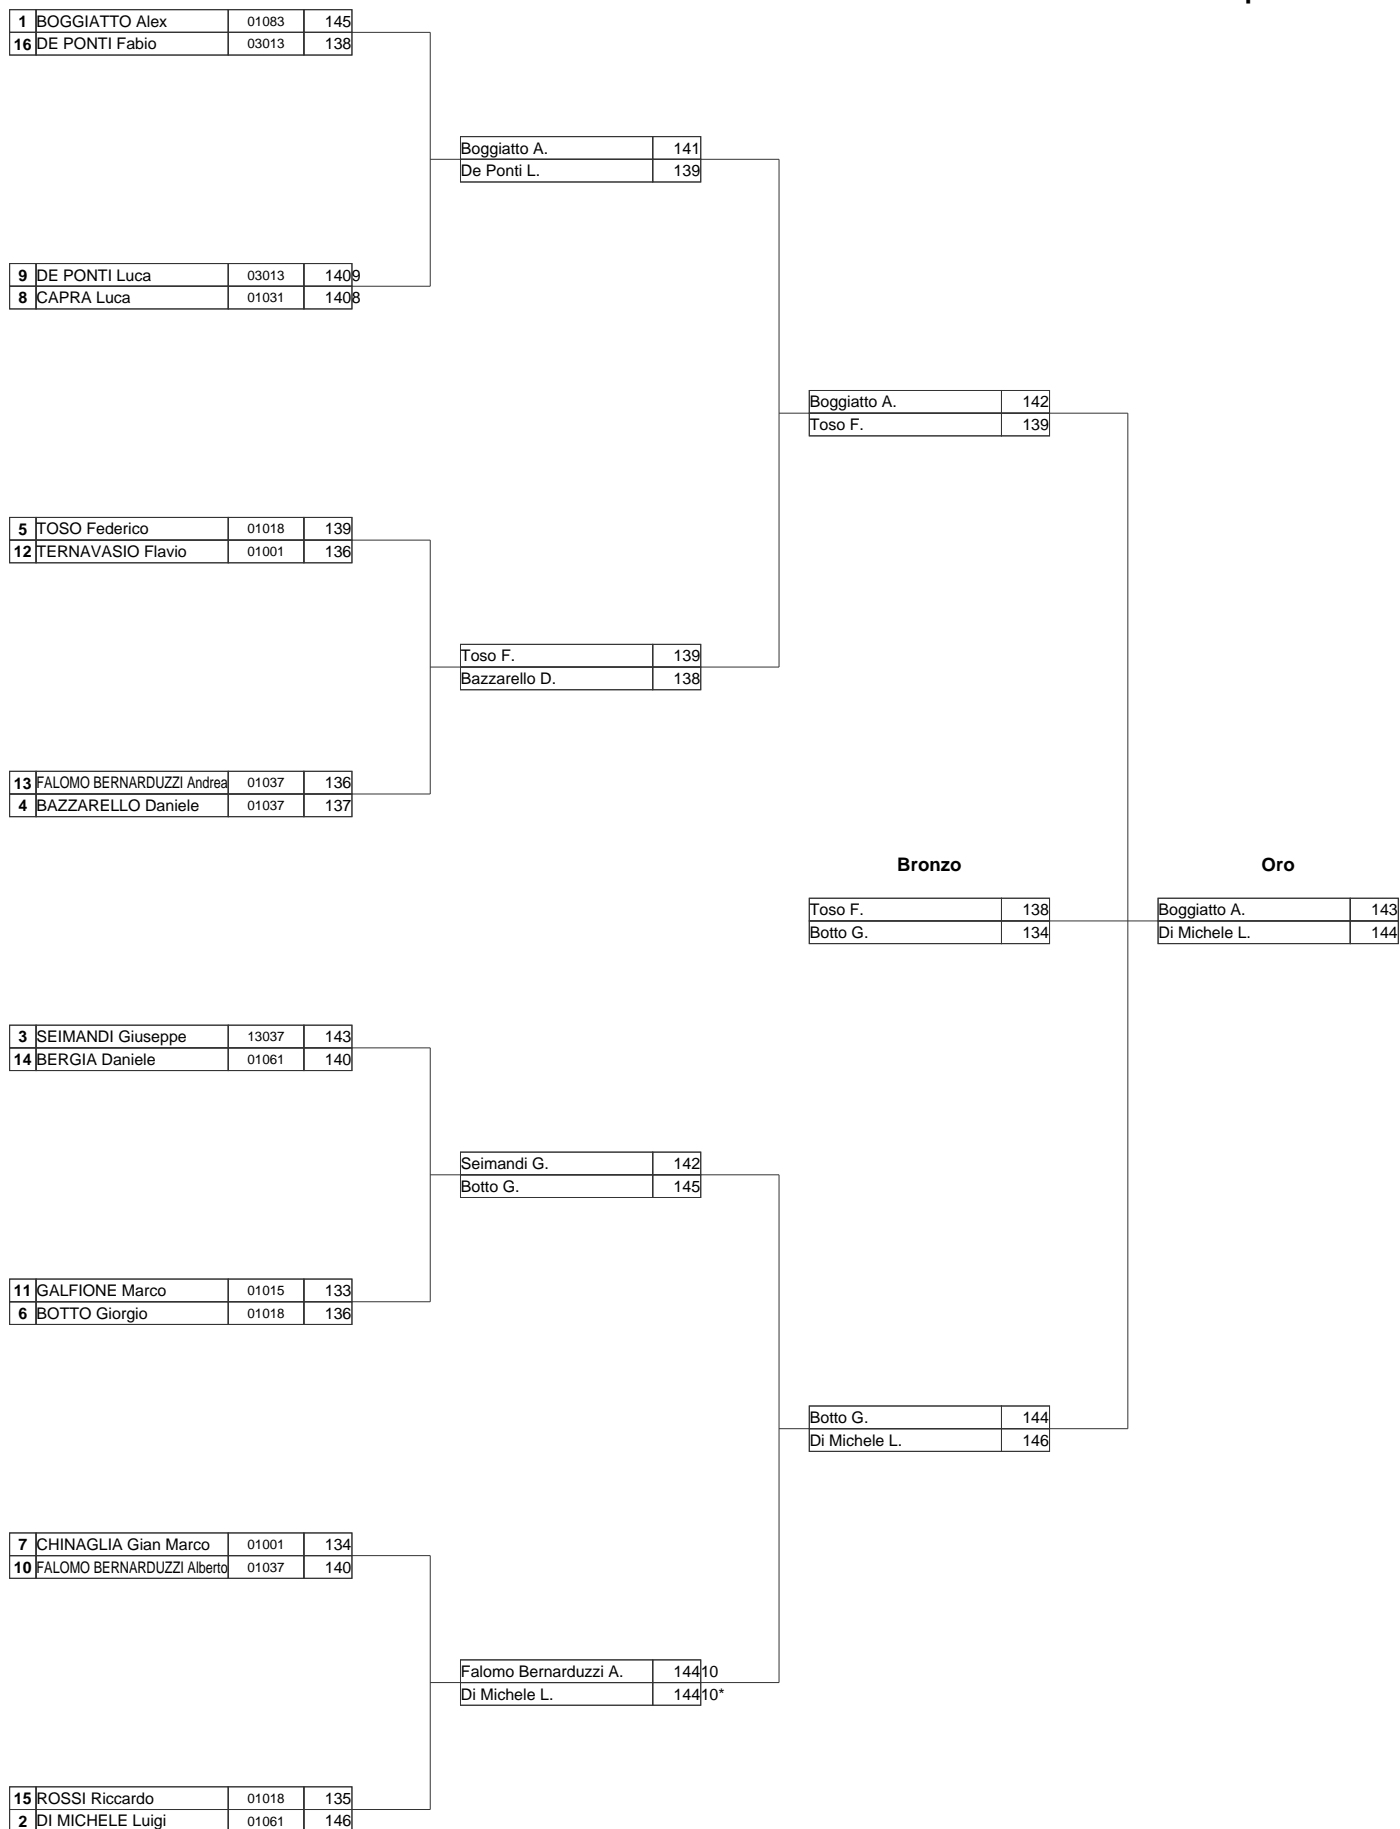 1 BOGGIATTO Alex 01083 145
16 DE PONTI Fabio 03013 138
Boggiatto A. 141
De Ponti L. 139
9 DE PONTI Luca 03013 140 9
8 CAPRA Luca 01031 140 8
Boggiatto A. 142
Toso F. 139
5 TOSO Federico 01018 139
12 TERNAVASIO Flavio 01001 136
Toso F. 139
Bazzarello D. 138
13 FALOMO BERNARDUZZI Andrea 01037 136
4 BAZZARELLO Daniele 01037 137
Bronzo Oro
Toso F. 138 Boggiatto A. 143
Botto G. 134 Di Michele L. 144
3 SEIMANDI Giuseppe 13037 143
14 BERGIA Daniele 01061 140
Seimandi G. 142
Botto G. 145
11 GALFIONE Marco 01015 133
6 BOTTO Giorgio 01018 136
Botto G. 144
Di Michele L. 146
7 CHINAGLIA Gian Marco 01001 134
10 FALOMO BERNARDUZZI Alberto 01037 140
Falomo Bernarduzzi A. 144 10
Di Michele L. 144 10*
15 ROSSI Riccardo 01018 135
2 DI MICHELE Luigi 01061 146